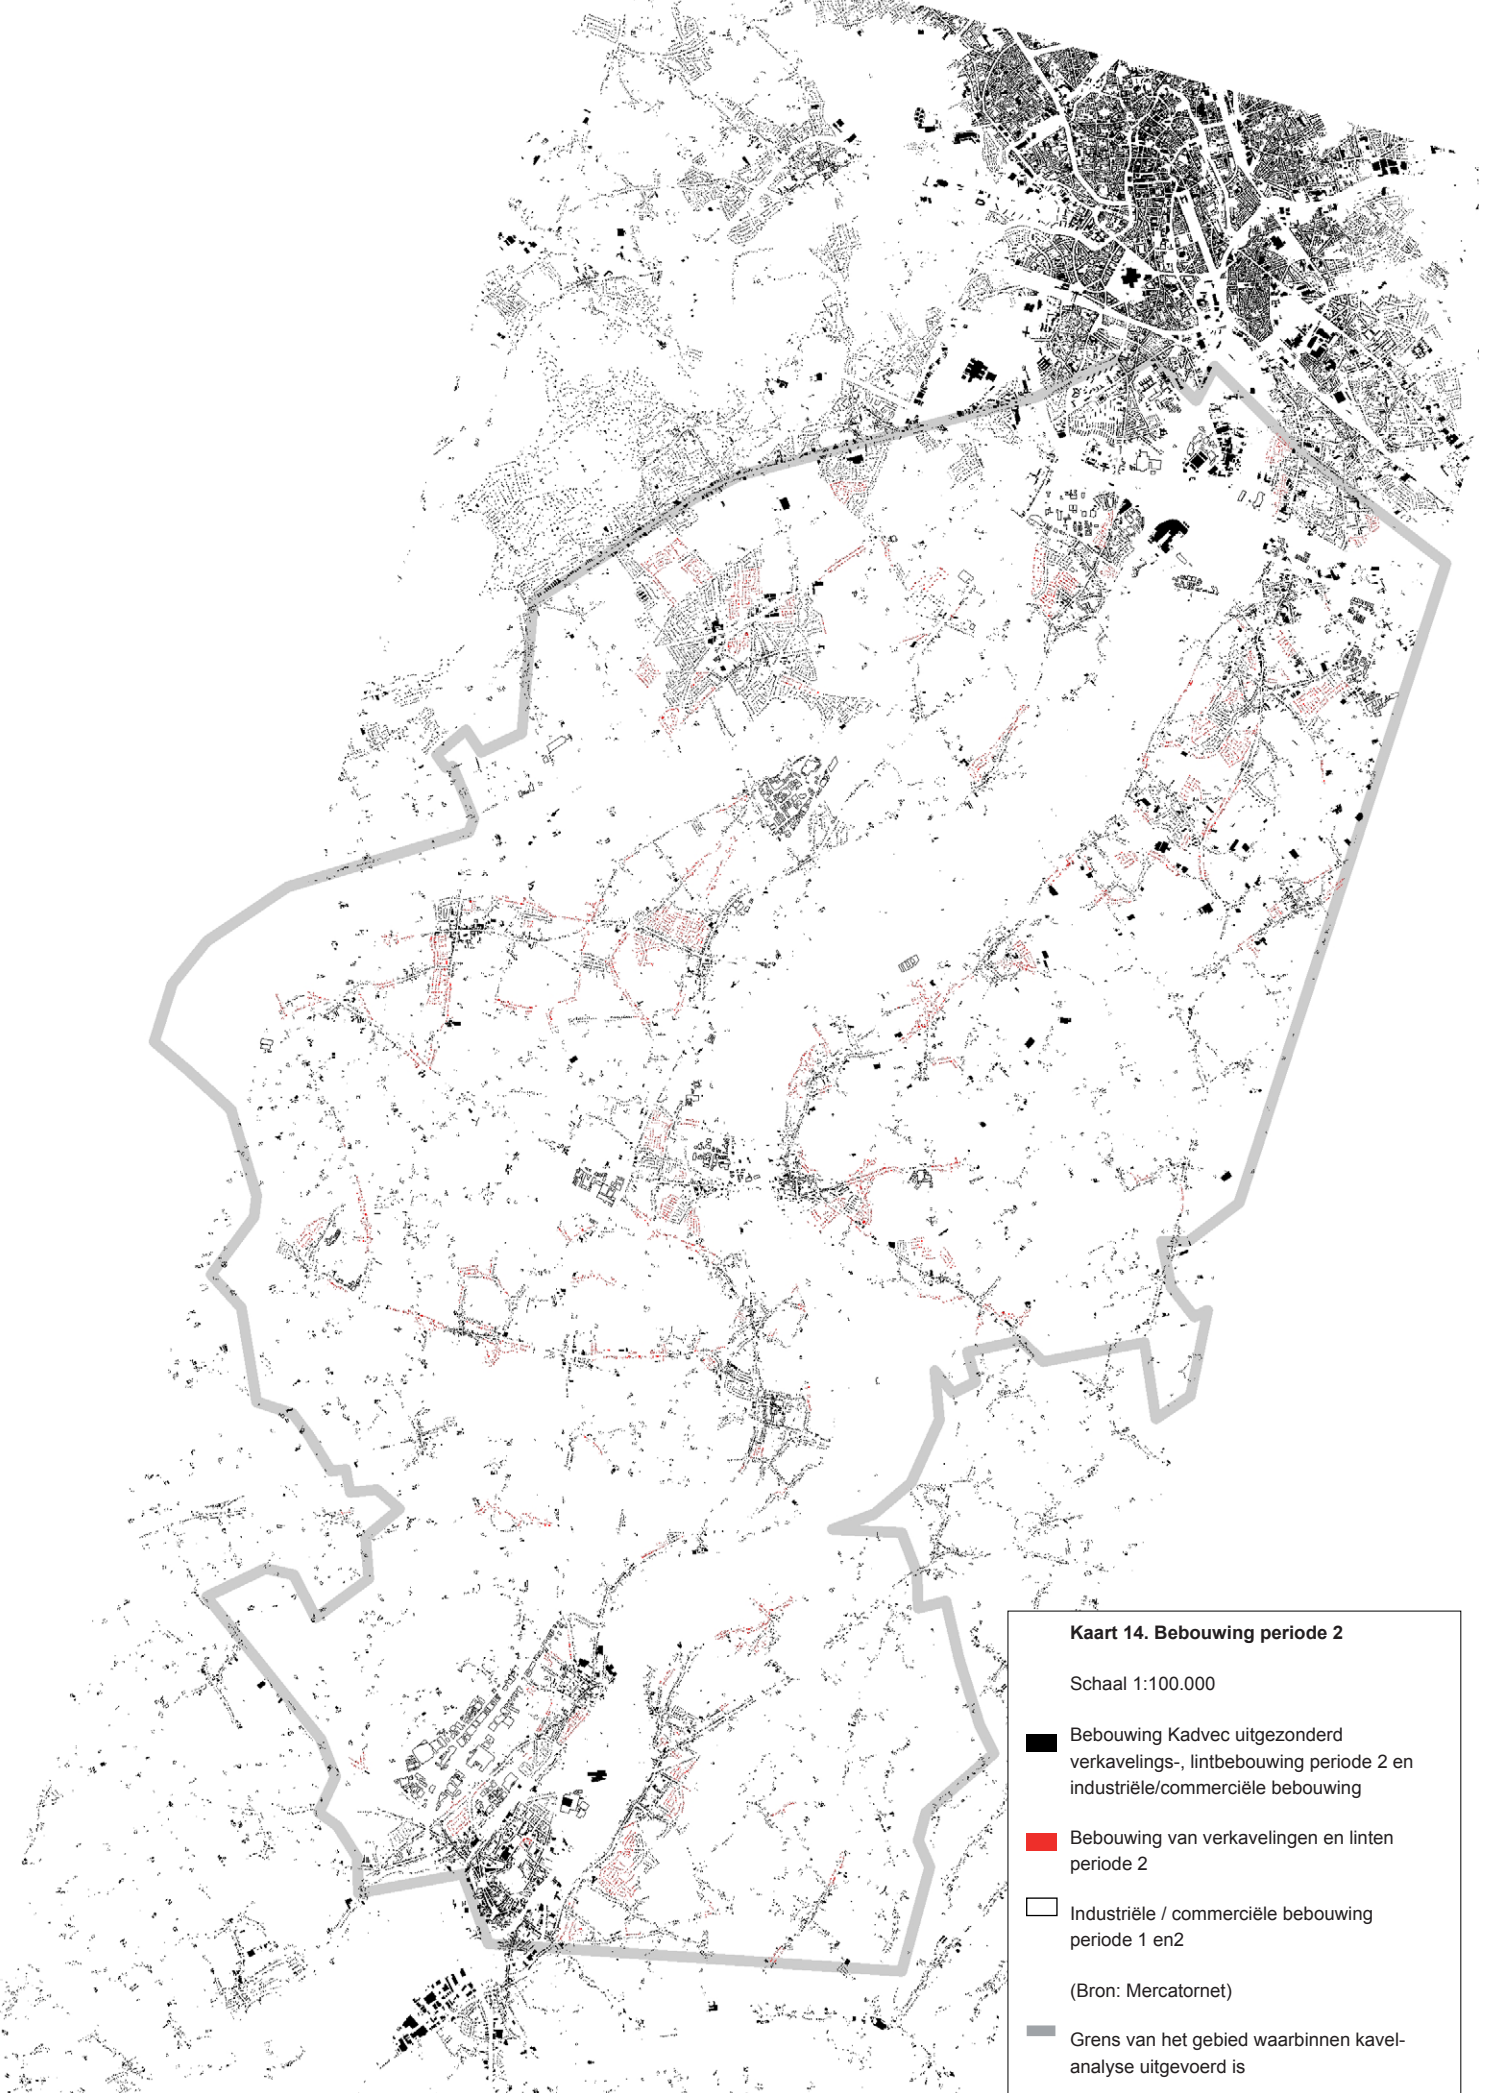 Kaart 14. Bebouwing periode 2
Schaal 1:100.000
Bebouwing Kadvec uitgezonderd
verkavelings-, lintbebouwing periode 2 en
industriële/commerciële bebouwing
Bebouwing van verkavelingen en linten
periode 2
Industriële / commerciële bebouwing
periode 1 en2
(Bron: Mercatornet)
Grens van het gebied waarbinnen kavel-
analyse uitgevoerd is